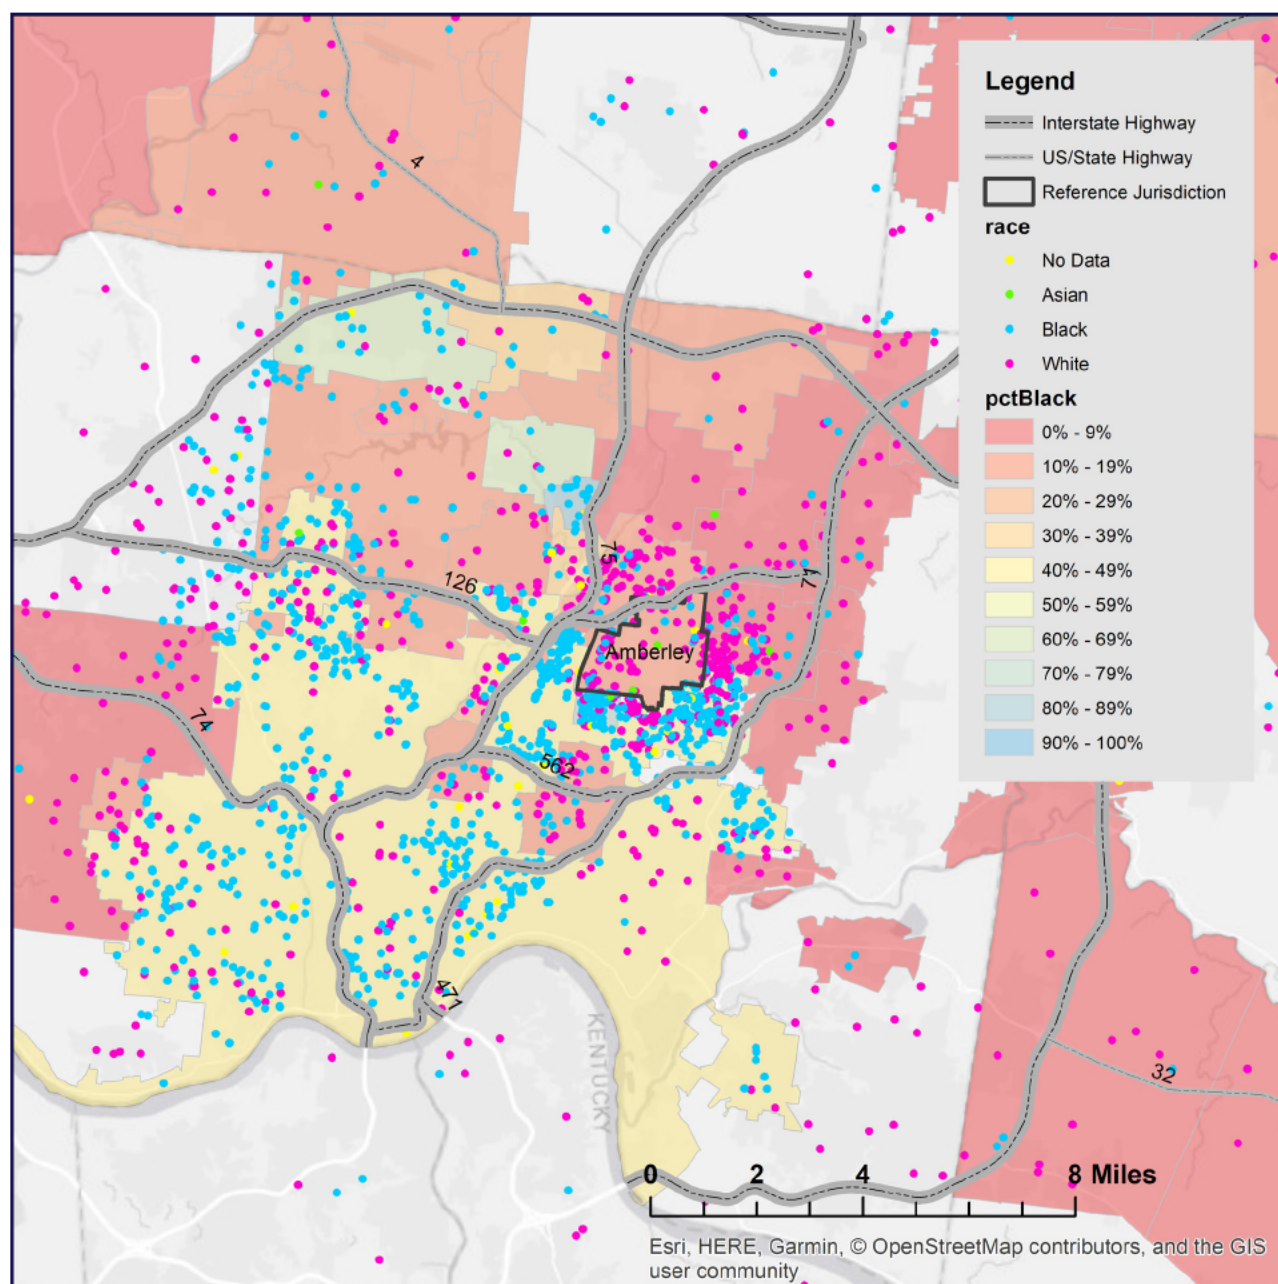 Legend
Interstate Highway
US/State Highway
Reference Jurisdiction
race
No Data
Asian
Black
White
pctBlack
0% - 9%
10% - 19%
20% - 29%
30% - 39%
40% - 49%
50% - 59%
60% - 69%
70% - 79%
80% - 89%
90% - 100%
4
75
126
47
Amberley
74
562
471
KENTUCKY
32
0 2 4 8 Miles
Esri, HERE, Garmin, © OpenStreetMap contributors, and the GIS
user community